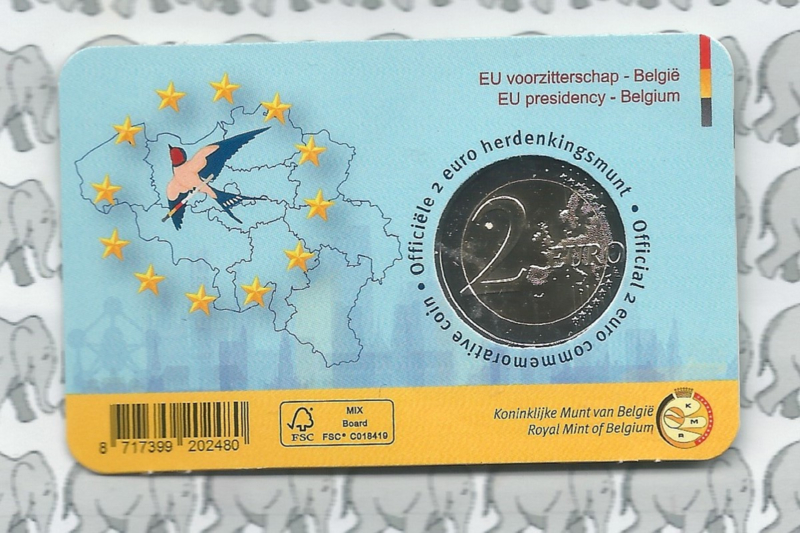 EU voorzitterschap - België
EU presidency - Belgium
• Officiële 2 euro herdenkingsmunt
• Official 2 euro commemorative coin
2 EURO
8 717399 202480
FSC
MIX
Board
FSC® C018419
Koninklijke Munt van België
Royal Mint of Belgium
K M R